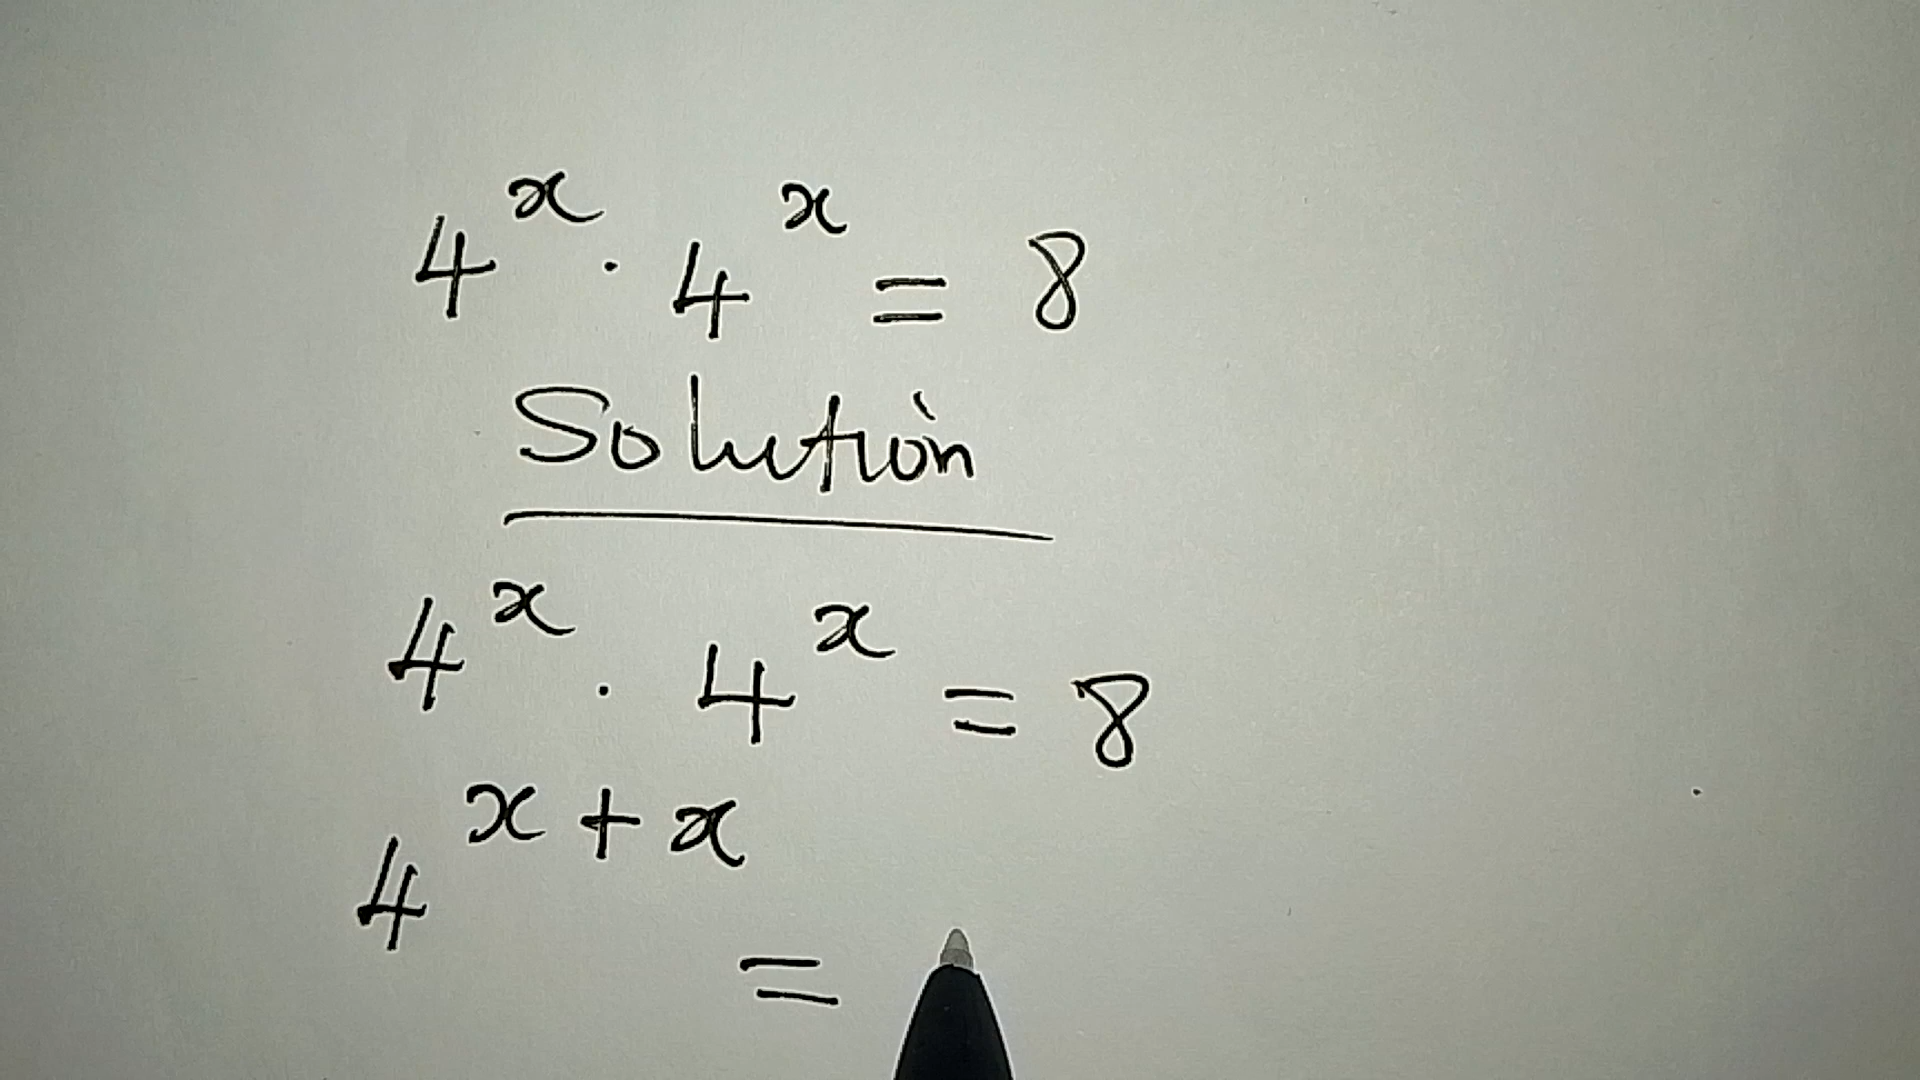 4^x · 4^x = 8
Solution
4^x · 4^x = 8
4^x+x =